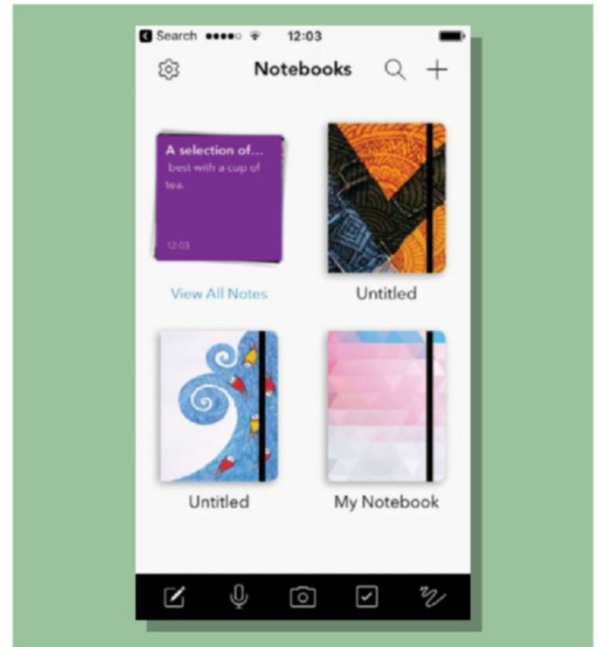 Search 12:03
Notebooks
A selection of...
best with a cup of
tea.
12:03
View All Notes
Untitled
Untitled
My Notebook